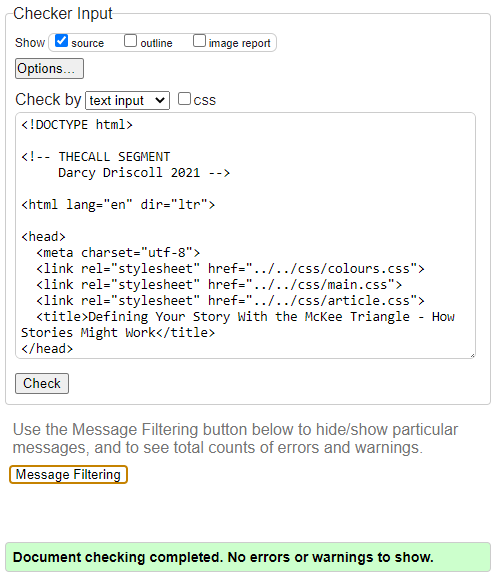 Checker Input
Show source outline image report
Options...
Check by text input css
<!DOCTYPE html>
<!-- THECALL SEGMENT
Darcy Driscoll 2021 -->
<html lang="en" dir="ltr">
<head>
<meta charset="utf-8">
<link rel="stylesheet" href="../../css/colours.css">
<link rel="stylesheet" href="../../css/main.css">
<link rel="stylesheet" href="../../css/article.css">
<title>Defining Your Story With the McKee Triangle - How
Stories Might Work</title>
</head>
Check
Use the Message Filtering button below to hide/show particular
messages, and to see total counts of errors and warnings.
Message Filtering
Document checking completed. No errors or warnings to show.